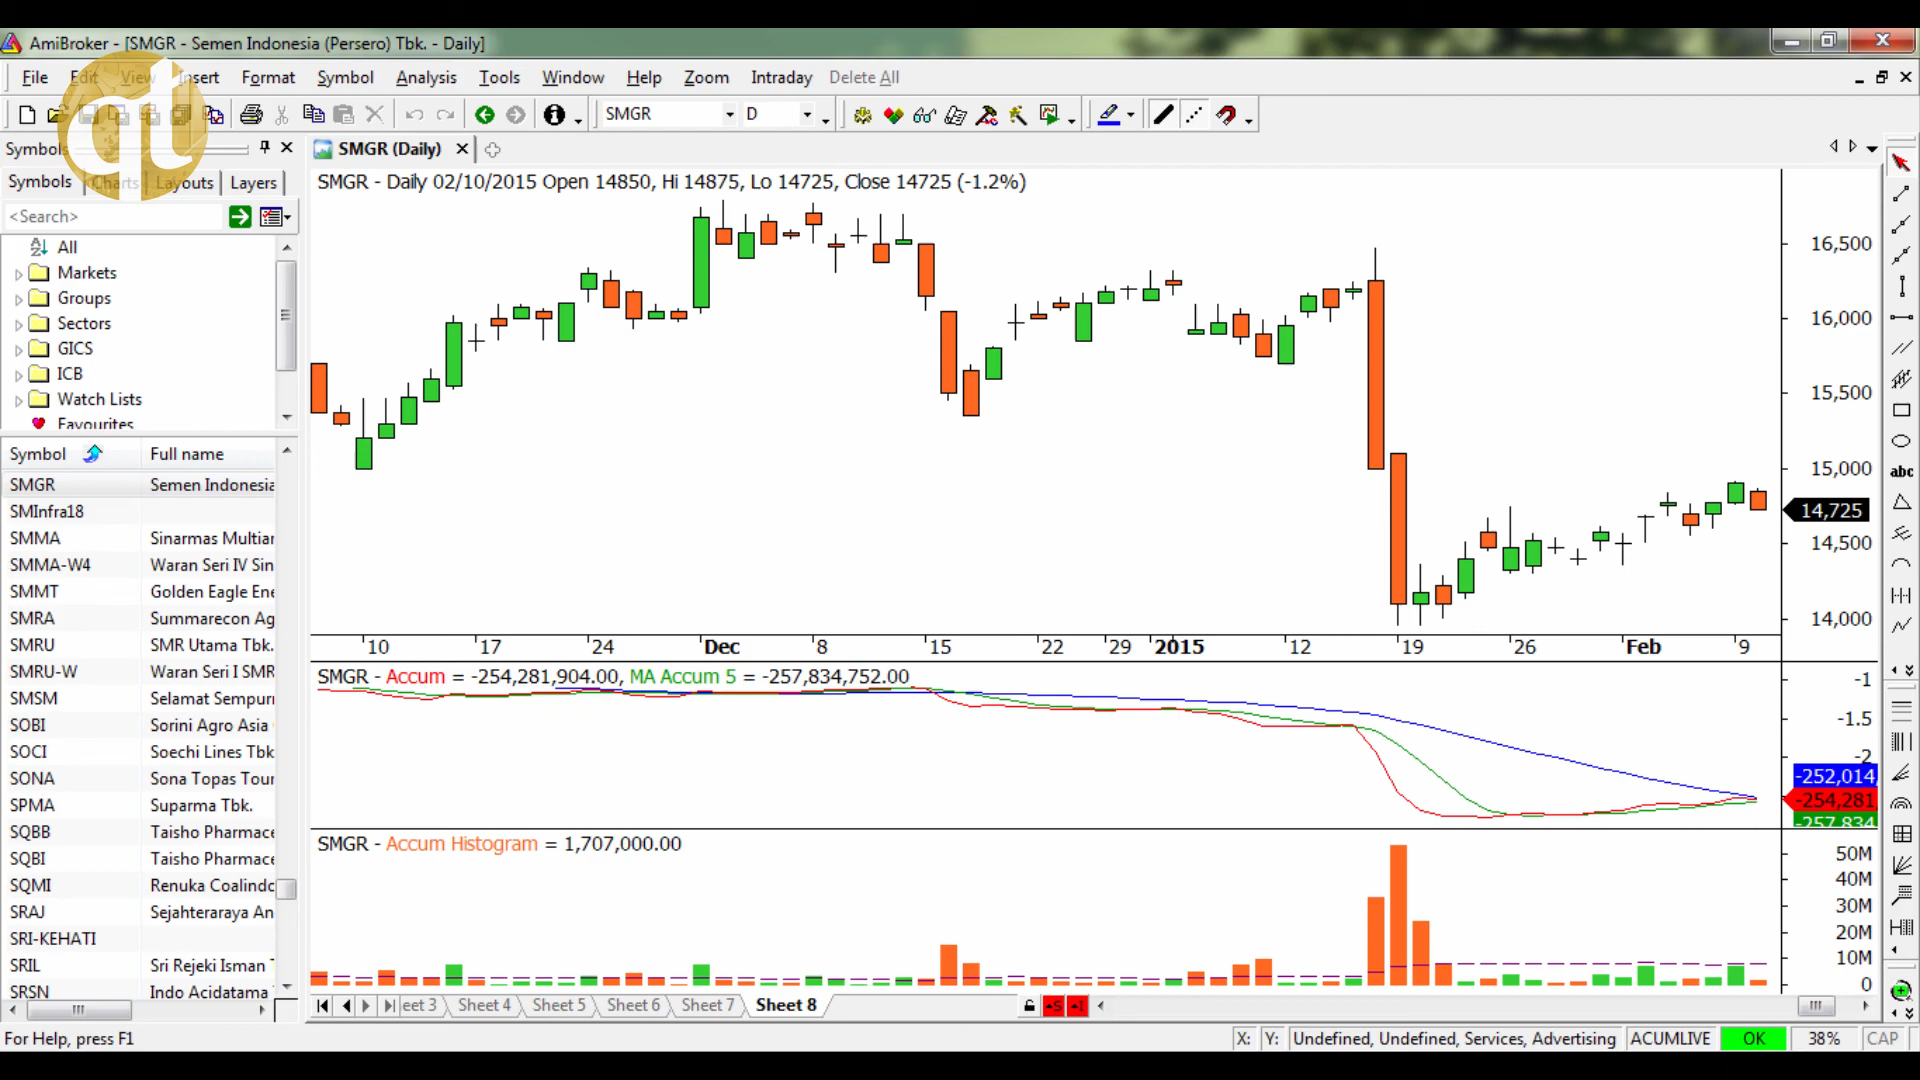 AmiBroker - [SMGR - Semen Indonesia (Persero) Tbk. - Daily]
File Edit View Insert Format Symbol Analysis Tools Window Help Zoom Intraday Delete All
SMGR D
Symbols
SMGR (Daily)
Symbols Charts Layouts Layers
SMGR - Daily 02/10/2015 Open 14850, Hi 14875, Lo 14725, Close 14725 (-1.2%)
<Search>
All
Markets
Groups
Sectors
GICS
ICB
Watch Lists
Favourites
Symbol Full name
SMGR Semen Indonesia
SMInfra18
SMMA Sinarmas Multiar
SMMA-W4 Waran Seri IV Sin
SMMT Golden Eagle Ene
SMRA Summarecon Ag
SMRU SMR Utama Tbk.
SMRU-W Waran Seri I SMR
SMSM Selamat Sempur
SOBI Sorini Agro Asia
SOCI Soechi Lines Tbk
SONA Sona Topas Tour
SPMA Suparma Tbk.
SQBB Taisho Pharmace
SQBI Taisho Pharmace
SQMI Renuka Coalindo
SRAJ Sejahteraraya An
SRI-KEHATI
SRIL Sri Rejeki Isman T
SRSN Indo Acidatama
16,500
16,000
15,500
15,000
14,725
14,500
14,000
10 17 24 Dec 8 15 22 29 2015 12 19 26 Feb 9
SMGR - Accum = -254,281,904.00, MA Accum 5 = -257,834,752.00
-1
-1.5
-2
-252,014
-254,281
-257,834
SMGR - Accum Histogram = 1,707,000.00
50M
40M
30M
20M
10M
0
abc
eet 3 Sheet 4 Sheet 5 Sheet 6 Sheet 7 Sheet 8
For Help, press F1
X: Y: Undefined, Undefined, Services, Advertising ACUMLIVE OK 38% CAP